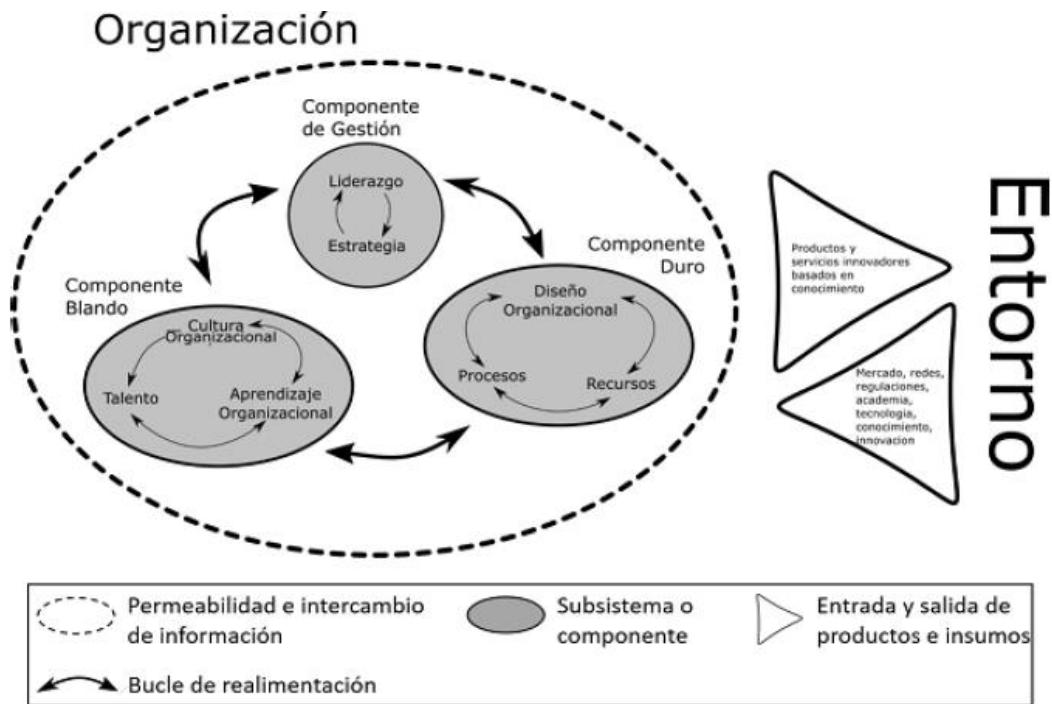 Organización
Componente
de Gestión
Liderazgo
Estrategia
Componente
Blando
Cultura
Organizacional
Talento
Aprendizaje
Organizacional
Componente
Duro
Diseño
Organizacional
Procesos
Recursos
Productos y
servicios innovadores
basados en
conocimiento
Mercado, redes,
regulaciones,
academia,
tecnologia,
conocimiento,
innovacion
Entorno
Permeabilidad e intercambio
de información
Subsistema o
componente
Entrada y salida de
productos e insumos
Bucle de realimentación